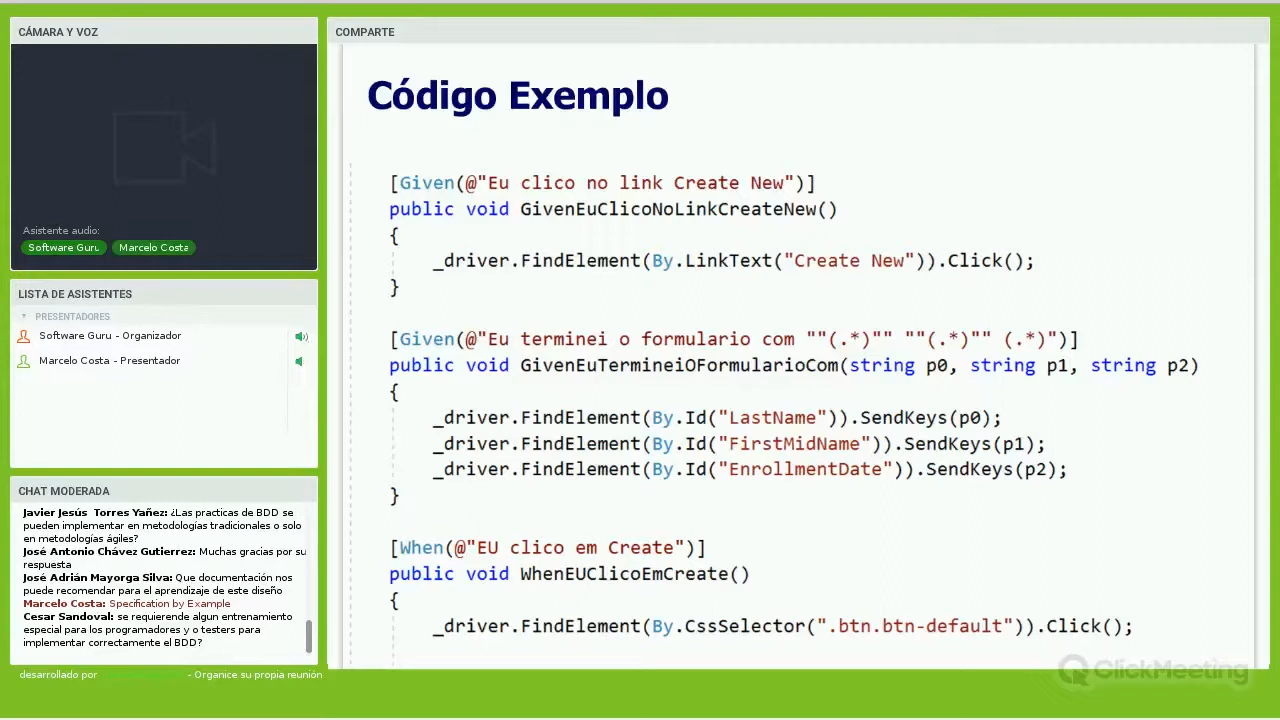 CÁMARA Y VOZ
Asistente audio:
Software Guru
Marcelo Costa
LISTA DE ASISTENTES
PRESENTADORES
Software Guru - Organizador
Marcelo Costa - Presentador
CHAT MODERADA
Javier Jesús Torres Yañez: ¿Las practicas de BDD se
pueden implementar en metodologías tradicionales o solo
en metodologías ágiles?
José Antonio Chávez Gutierrez: Muchas gracias por su
respuesta
José Adrián Mayorga Silva: Que documentación nos
puede recomendar para el aprendizaje de este diseño
Marcelo Costa: Specification by Example
Cesar Sandoval: se requierende algun entrenamiento
especial para los programadores y o testers para
implementar correctamente el BDD?
desarrollado por
- Organice su propia reunión
COMPARTE
Código Exemplo
[Given(@"Eu clico no link Create New")]
public void GivenEuClicoNoLinkCreateNew()
{
_driver.FindElement(By.LinkText("Create New")).Click();
}
[Given(@"Eu terminei o formulario com ""(.*)"" ""(.*)"" (.*)")]
public void GivenEuTermineiOFormularioCom(string p0, string p1, string p2)
{
_driver.FindElement(By.Id("LastName")).SendKeys(p0);
_driver.FindElement(By.Id("FirstMidName")).SendKeys(p1);
_driver.FindElement(By.Id("EnrollmentDate")).SendKeys(p2);
}
[When(@"EU clico em Create")]
public void WhenEUClicoEmCreate()
{
_driver.FindElement(By.CssSelector(".btn.btn-default")).Click();
ClickMeeting